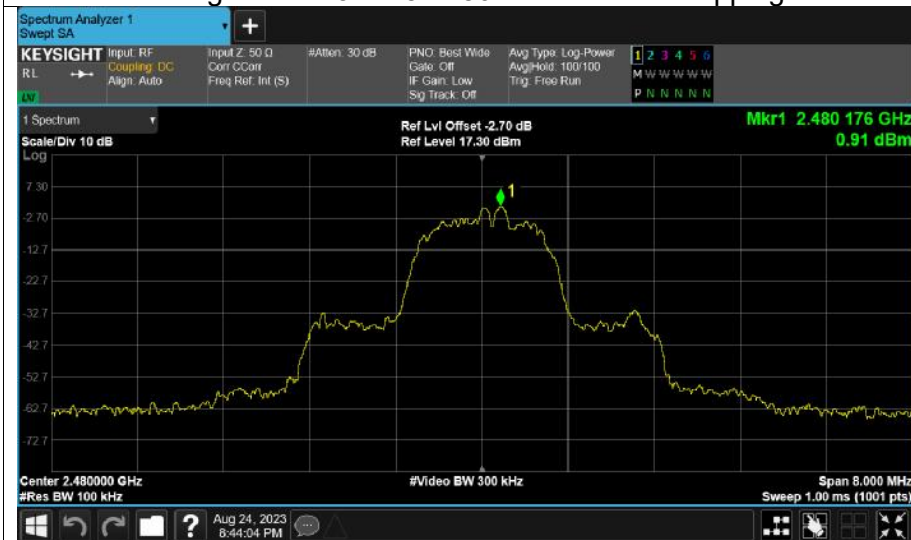 Spectrum Analyzer 1
Swept SA
+
KEYSIGHT Input: RF Input Z: 50 Ω #Atten: 30 dB PNO: Best Wide Avg Type: Log-Power 1 2 3 4 5 6
RL Coupling: DC Corr CCorr Gate: Off Avg|Hold: 100/100 M W W W W W
Align: Auto Freq Ref: Int (S) IF Gain: Low Trig: Free Run
Sig Track: Off P N N N N N
1 Spectrum Ref Lvl Offset -2.70 dB Mkr1 2.480 176 GHz
Scale/Div 10 dB Ref Level 17.30 dBm 0.91 dBm
Log
7.30
1
-2.70
-12.7
-22.7
-32.7
-42.7
-52.7
-62.7
-72.7
Center 2.480000 GHz #Video BW 300 kHz Span 8.000 MHz
#Res BW 100 kHz Sweep 1.00 ms (1001 pts)
? Aug 24, 2023
6:44:04 PM